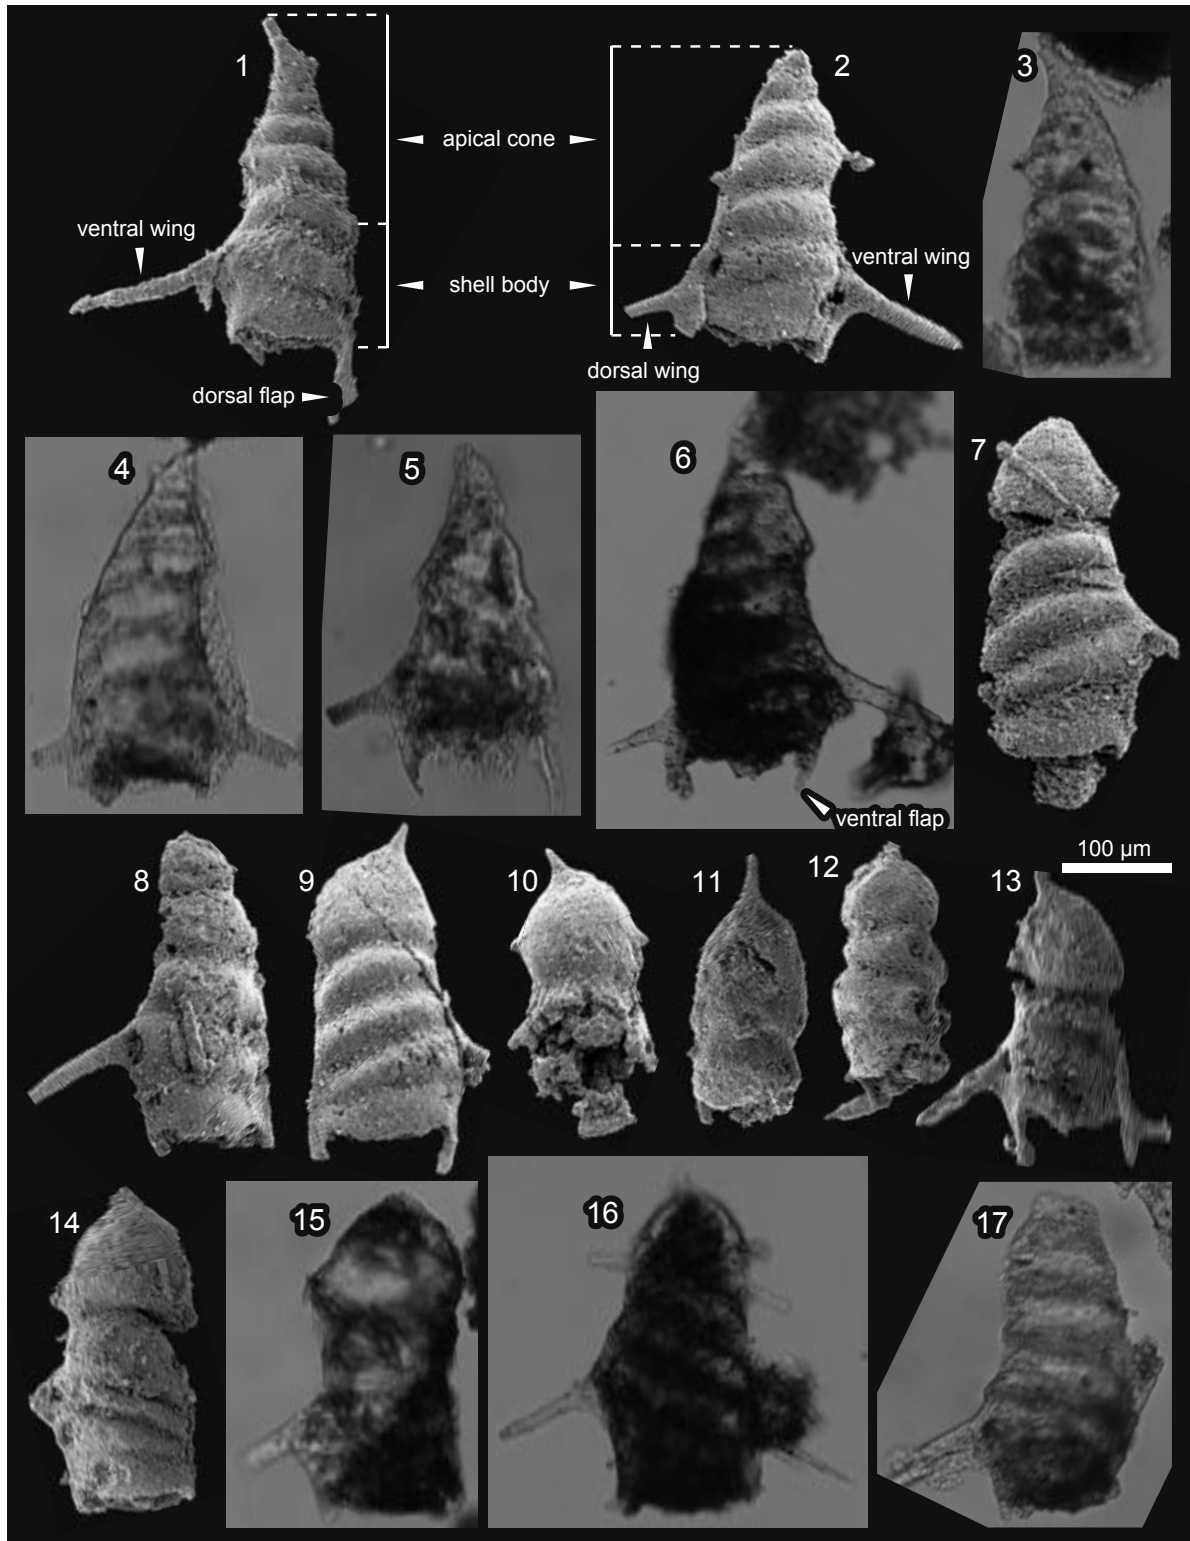 1
2
3
apical cone
ventral wing
ventral wing
shell body
dorsal wing
dorsal flap
4
5
6
7
ventral flap
100 µm
8
9
10
11
12
13
14
15
16
17